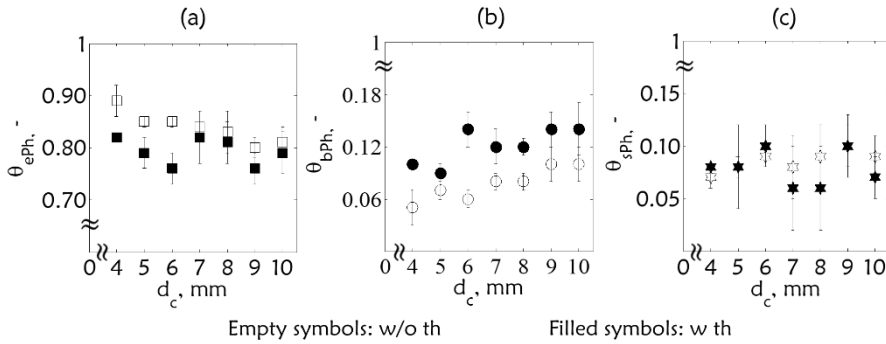 (a) (b) (c)
1 1 1
0.90 0.18 0.15
0.80 0.12 0.10
0.70 0.06 0.05
θePh, - θbPh, - θsPh, -
0 4 5 6 7 8 9 10 0 4 5 6 7 8 9 10 0 4 5 6 7 8 9 10
dc, mm dc, mm dc, mm
Empty symbols: w/o th Filled symbols: w th